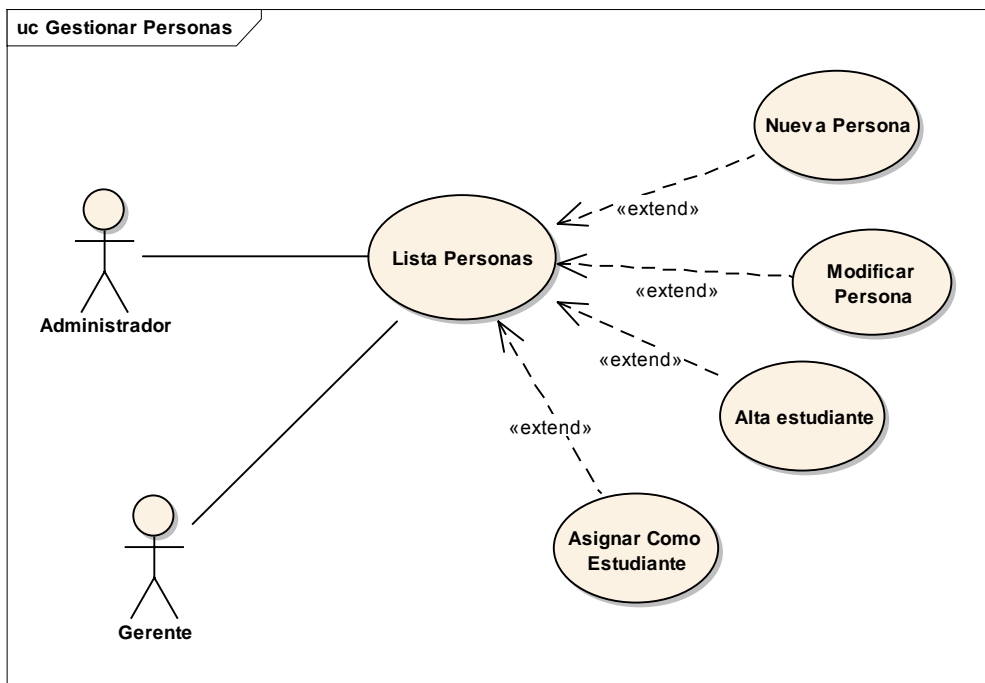 uc Gestionar Personas
Nueva Persona
«extend»
Lista Personas
Modificar
Persona
«extend»
Administrador
«extend»
Alta estudiante
«extend»
Asignar Como
Estudiante
Gerente